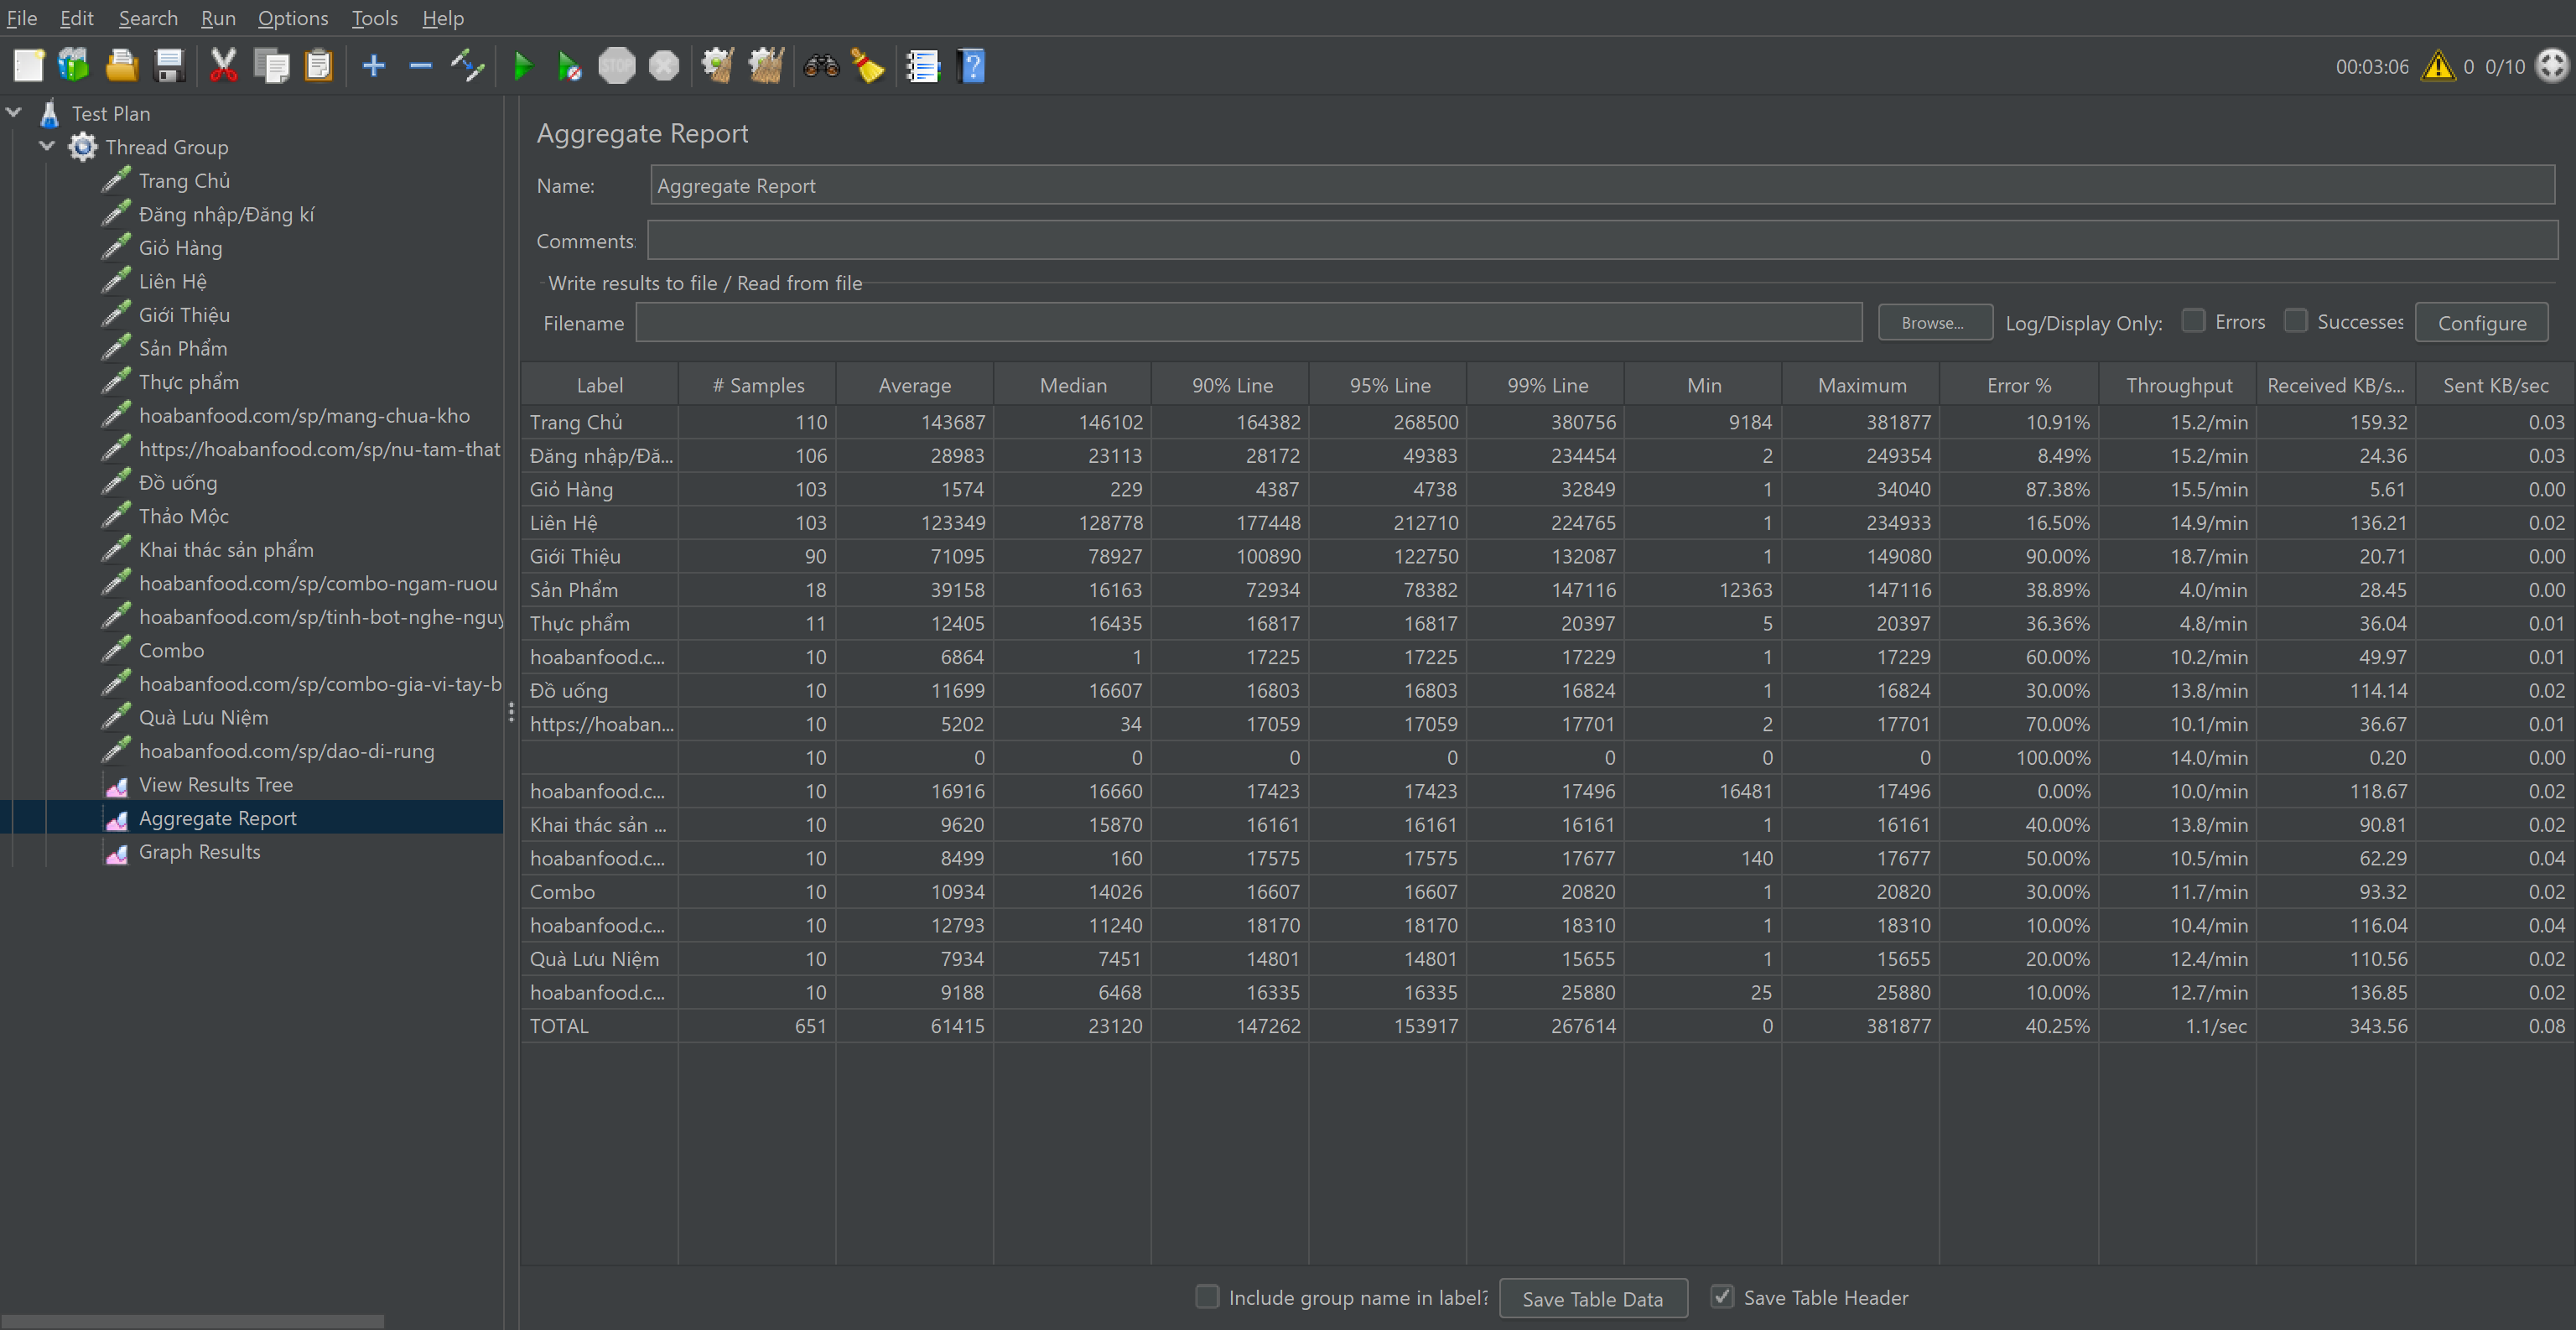 File Edit Search Run Options Tools Help
STOP
00:03:06 0 0/10
Test Plan
Thread Group
Trang Chủ
Đăng nhập/Đăng kí
Giỏ Hàng
Liên Hệ
Giới Thiệu
Sản Phẩm
Thực phẩm
hoabanfood.com/sp/mang-chua-kho
https://hoabanfood.com/sp/nu-tam-that
Đồ uống
Thảo Mộc
Khai thác sản phẩm
hoabanfood.com/sp/combo-ngam-ruou
hoabanfood.com/sp/tinh-bot-nghe-nguy
Combo
hoabanfood.com/sp/combo-gia-vi-tay-b
Quà Lưu Niệm
hoabanfood.com/sp/dao-di-rung
View Results Tree
Aggregate Report
Graph Results
Aggregate Report
Name: Aggregate Report
Comments:
Write results to file / Read from file
Filename Browse... Log/Display Only: Errors Successes Configure
Label # Samples Average Median 90% Line 95% Line 99% Line Min Maximum Error % Throughput Received KB/s... Sent KB/sec
Trang Chủ 110 143687 146102 164382 268500 380756 9184 381877 10.91% 15.2/min 159.32 0.03
Đăng nhập/Đă... 106 28983 23113 28172 49383 234454 2 249354 8.49% 15.2/min 24.36 0.03
Giỏ Hàng 103 1574 229 4387 4738 32849 1 34040 87.38% 15.5/min 5.61 0.00
Liên Hệ 103 123349 128778 177448 212710 224765 1 234933 16.50% 14.9/min 136.21 0.02
Giới Thiệu 90 71095 78927 100890 122750 132087 1 149080 90.00% 18.7/min 20.71 0.00
Sản Phẩm 18 39158 16163 72934 78382 147116 12363 147116 38.89% 4.0/min 28.45 0.00
Thực phẩm 11 12405 16435 16817 16817 20397 5 20397 36.36% 4.8/min 36.04 0.01
hoabanfood.c... 10 6864 1 17225 17225 17229 1 17229 60.00% 10.2/min 49.97 0.01
Đồ uống 10 11699 16607 16803 16803 16824 1 16824 30.00% 13.8/min 114.14 0.02
https://hoaban... 10 5202 34 17059 17059 17701 2 17701 70.00% 10.1/min 36.67 0.01
10 0 0 0 0 0 0 0 100.00% 14.0/min 0.20 0.00
hoabanfood.c... 10 16916 16660 17423 17423 17496 16481 17496 0.00% 10.0/min 118.67 0.02
Khai thác sản ... 10 9620 15870 16161 16161 16161 1 16161 40.00% 13.8/min 90.81 0.02
hoabanfood.c... 10 8499 160 17575 17575 17677 140 17677 50.00% 10.5/min 62.29 0.04
Combo 10 10934 14026 16607 16607 20820 1 20820 30.00% 11.7/min 93.32 0.02
hoabanfood.c... 10 12793 11240 18170 18170 18310 1 18310 10.00% 10.4/min 116.04 0.04
Quà Lưu Niệm 10 7934 7451 14801 14801 15655 1 15655 20.00% 12.4/min 110.56 0.02
hoabanfood.c... 10 9188 6468 16335 16335 25880 25 25880 10.00% 12.7/min 136.85 0.02
TOTAL 651 61415 23120 147262 153917 267614 0 381877 40.25% 1.1/sec 343.56 0.08
Include group name in label? Save Table Data Save Table Header